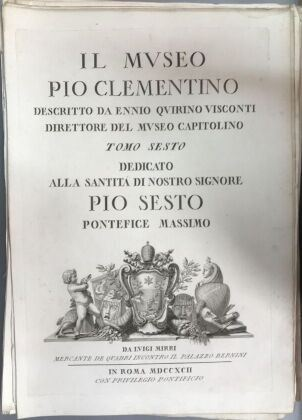 IL MVSEO
PIO CLEMENTINO
DESCRITTO DA ENNIO QVIRINO VISCONTI
DIRETTORE DEL MVSEO CAPITOLINO
TOMO SESTO
DEDICATO
ALLA SANTITÀ DI NOSTRO SIGNORE
PIO SESTO
PONTEFICE MASSIMO
DA LVIGI MIRRI
MERCANTE DE QVADRI INCONTRO IL PALAZZO BERNINI
IN ROMA MDCCXCII
CON PRIVILEGIO PONTIFICIO